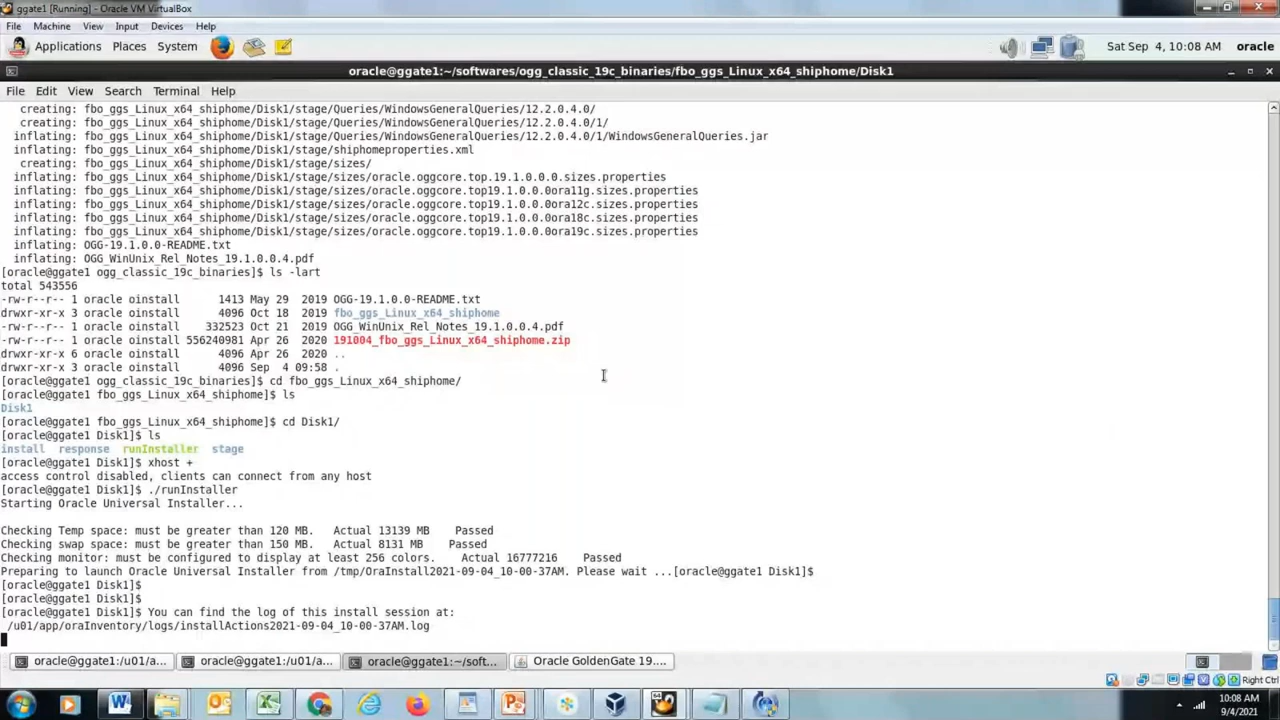 ggate1 [Running] - Oracle VM VirtualBox
File Machine View Input Devices Help
Applications Places System Sat Sep 4, 10:08 AM oracle
oracle@ggate1:~/softwares/ogg_classic_19c_binaries/fbo_ggs_Linux_x64_shiphome/Disk1
File Edit View Search Terminal Help
creating: fbo_ggs_Linux_x64_shiphome/Disk1/stage/Queries/WindowsGeneralQueries/12.2.0.4.0/
creating: fbo_ggs_Linux_x64_shiphome/Disk1/stage/Queries/WindowsGeneralQueries/12.2.0.4.0/1/
inflating: fbo_ggs_Linux_x64_shiphome/Disk1/stage/Queries/WindowsGeneralQueries/12.2.0.4.0/1/WindowsGeneralQueries.jar
inflating: fbo_ggs_Linux_x64_shiphome/Disk1/stage/shiphomeproperties.xml
creating: fbo_ggs_Linux_x64_shiphome/Disk1/stage/sizes/
inflating: fbo_ggs_Linux_x64_shiphome/Disk1/stage/sizes/oracle.oggcore.top.19.1.0.0.0.sizes.properties
inflating: fbo_ggs_Linux_x64_shiphome/Disk1/stage/sizes/oracle.oggcore.top19.1.0.0.0ora11g.sizes.properties
inflating: fbo_ggs_Linux_x64_shiphome/Disk1/stage/sizes/oracle.oggcore.top19.1.0.0.0ora12c.sizes.properties
inflating: fbo_ggs_Linux_x64_shiphome/Disk1/stage/sizes/oracle.oggcore.top19.1.0.0.0ora18c.sizes.properties
inflating: fbo_ggs_Linux_x64_shiphome/Disk1/stage/sizes/oracle.oggcore.top19.1.0.0.0ora19c.sizes.properties
inflating: OGG-19.1.0.0-README.txt
inflating: OGG_WinUnix_Rel_Notes_19.1.0.0.4.pdf
[oracle@ggate1 ogg_classic_19c_binaries]$ ls -lart
total 543556
-rw-r--r-- 1 oracle oinstall 1413 May 29 2019 OGG-19.1.0.0-README.txt
drwxr-xr-x 3 oracle oinstall 4096 Oct 18 2019 fbo_ggs_Linux_x64_shiphome
-rw-r--r-- 1 oracle oinstall 332523 Oct 21 2019 OGG_WinUnix_Rel_Notes_19.1.0.0.4.pdf
-rw-r--r-- 1 oracle oinstall 556240981 Apr 26 2020 191004_fbo_ggs_Linux_x64_shiphome.zip
drwxr-xr-x 6 oracle oinstall 4096 Apr 26 2020 ..
drwxr-xr-x 3 oracle oinstall 4096 Sep 4 09:58 .
[oracle@ggate1 ogg_classic_19c_binaries]$ cd fbo_ggs_Linux_x64_shiphome/
[oracle@ggate1 fbo_ggs_Linux_x64_shiphome]$ ls
Disk1
[oracle@ggate1 fbo_ggs_Linux_x64_shiphome]$ cd Disk1/
[oracle@ggate1 Disk1]$ ls
install response runInstaller stage
[oracle@ggate1 Disk1]$ xhost +
access control disabled, clients can connect from any host
[oracle@ggate1 Disk1]$ ./runInstaller
Starting Oracle Universal Installer...
Checking Temp space: must be greater than 120 MB. Actual 13139 MB Passed
Checking swap space: must be greater than 150 MB. Actual 8131 MB Passed
Checking monitor: must be configured to display at least 256 colors. Actual 16777216 Passed
Preparing to launch Oracle Universal Installer from /tmp/OraInstall2021-09-04_10-00-37AM. Please wait ...[oracle@ggate1 Disk1]$
[oracle@ggate1 Disk1]$
[oracle@ggate1 Disk1]$
[oracle@ggate1 Disk1]$ You can find the log of this install session at:
/u01/app/oraInventory/logs/installActions2021-09-04_10-00-37AM.log
oracle@ggate1:/u01/a... oracle@ggate1:/u01/a... oracle@ggate1:~/soft... Oracle GoldenGate 19....
Right Ctrl
10:08 AM
9/4/2021